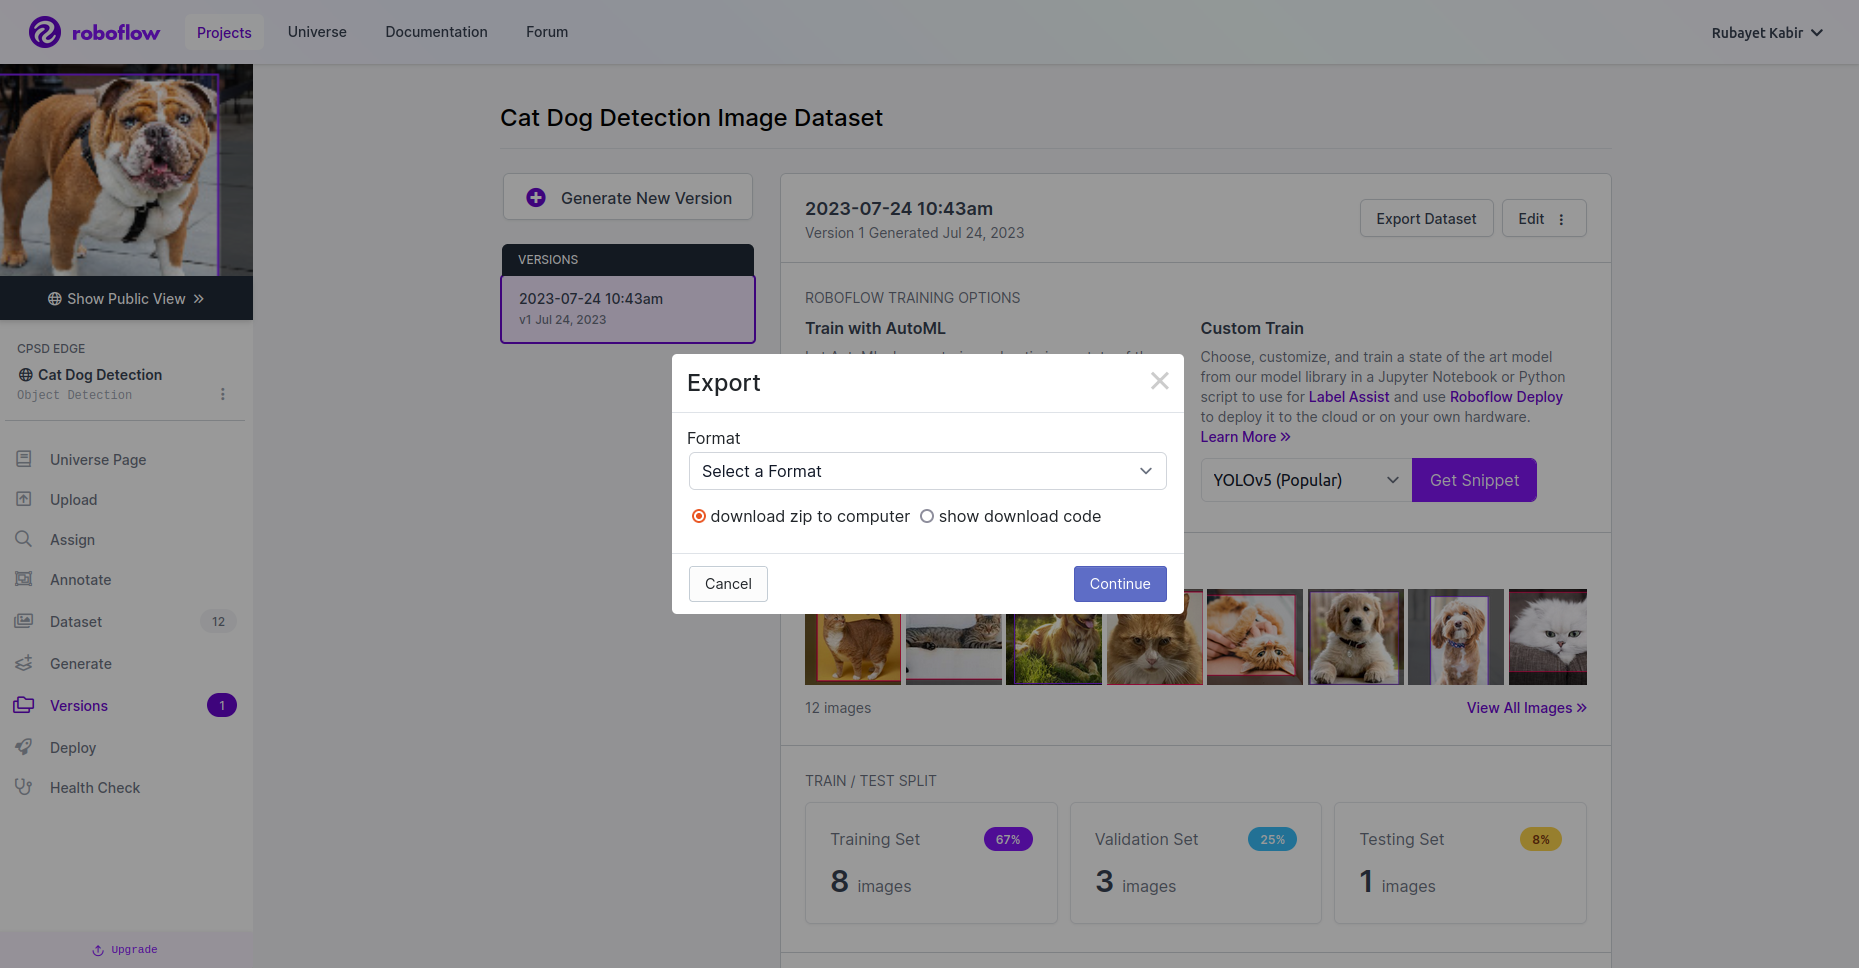 roboflow
Projects
Universe
Documentation
Forum
Rubayet Kabir
Show Public View
CPSD EDGE
Cat Dog Detection
Object Detection
Universe Page
Upload
Assign
Annotate
Dataset 12
Generate
Versions 1
Deploy
Health Check
Upgrade
Cat Dog Detection Image Dataset
Generate New Version
VERSIONS
2023-07-24 10:43am
v1 Jul 24, 2023
2023-07-24 10:43am
Version 1 Generated Jul 24, 2023
Export Dataset
Edit
ROBOFLOW TRAINING OPTIONS
Train with AutoML
Custom Train
Choose, customize, and train a state of the art model
from our model library in a Jupyter Notebook or Python
script to use for Label Assist and use Roboflow Deploy
to deploy it to the cloud or on your own hardware.
Learn More
YOLOv5 (Popular)
Get Snippet
Export
Format
Select a Format
download zip to computer show download code
Cancel
Continue
12 images
View All Images
TRAIN / TEST SPLIT
Training Set 67%
8 images
Validation Set 25%
3 images
Testing Set 8%
1 images